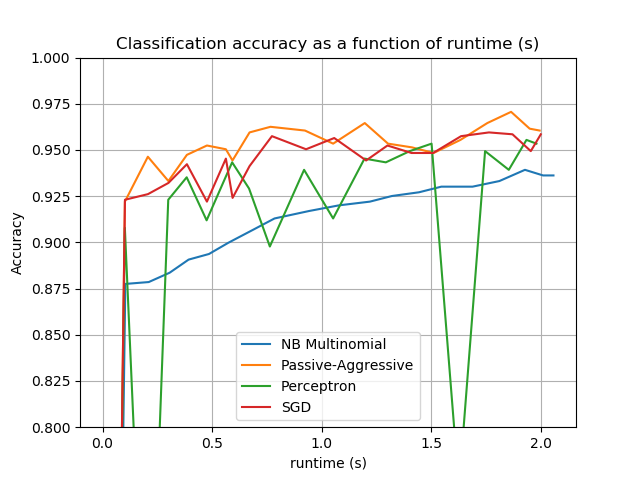 Classification accuracy as a function of runtime (s)
1.000
0.975
0.950
0.925
0.900
0.875
0.850
0.825
0.800
Accuracy
NB Multinomial
Passive-Aggressive
Perceptron
SGD
0.0 0.5 1.0 1.5 2.0
runtime (s)